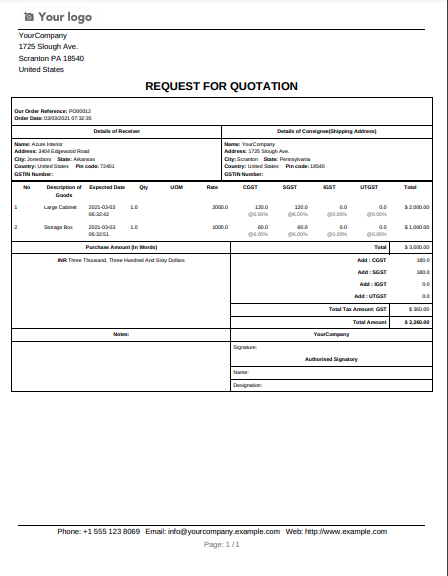 Your logo
YourCompany
1725 Slough Ave.
Scranton PA 18540
United States
REQUEST FOR QUOTATION
Our Order Reference: PO00012
Order Date: 03/03/2021 07:32:35
Details of Receiver Details of Consignee(Shipping Address)
Name: Azure Interior Name: YourCompany
Address: 3404 Edgewood Road Address: 1725 Slough Ave.
City: Jonesboro State: Arkansas City: Scranton State: Pennsylvania
Country: United States Pin code: 72401 Country: United States Pin code: 18540
GSTIN Number: GSTIN Number:
No Description of Expected Date Qty UOM Rate CGST SGST IGST UTGST Total
Goods
1 Large Cabinet 2021-03-03 1.0 2000.0 120.0 120.0 0.0 0.0 $ 2,000.00
06:32:42 @6.00% @6.00% @0.00% @0.00%
2 Storage Box 2021-03-03 1.0 1000.0 60.0 60.0 0.0 0.0 $ 1,000.00
06:32:51 @6.00% @6.00% @0.00% @0.00%
Purchase Amount (in Words) Total $ 3,000.00
INR Three Thousand, Three Hundred And Sixty Dollars Add : CGST 180.0
Add : SGST 180.0
Add : IGST 0.0
Add : UTGST 0.0
Total Tax Amount: GST $ 360.00
Total Amount $ 3,360.00
Notes: YourCompany
Signature:
Authorised Signatory
Name:
Designation:
Phone: +1 555 123 8069 Email: info@yourcompany.example.com Web: http://www.example.com
Page: 1 / 1